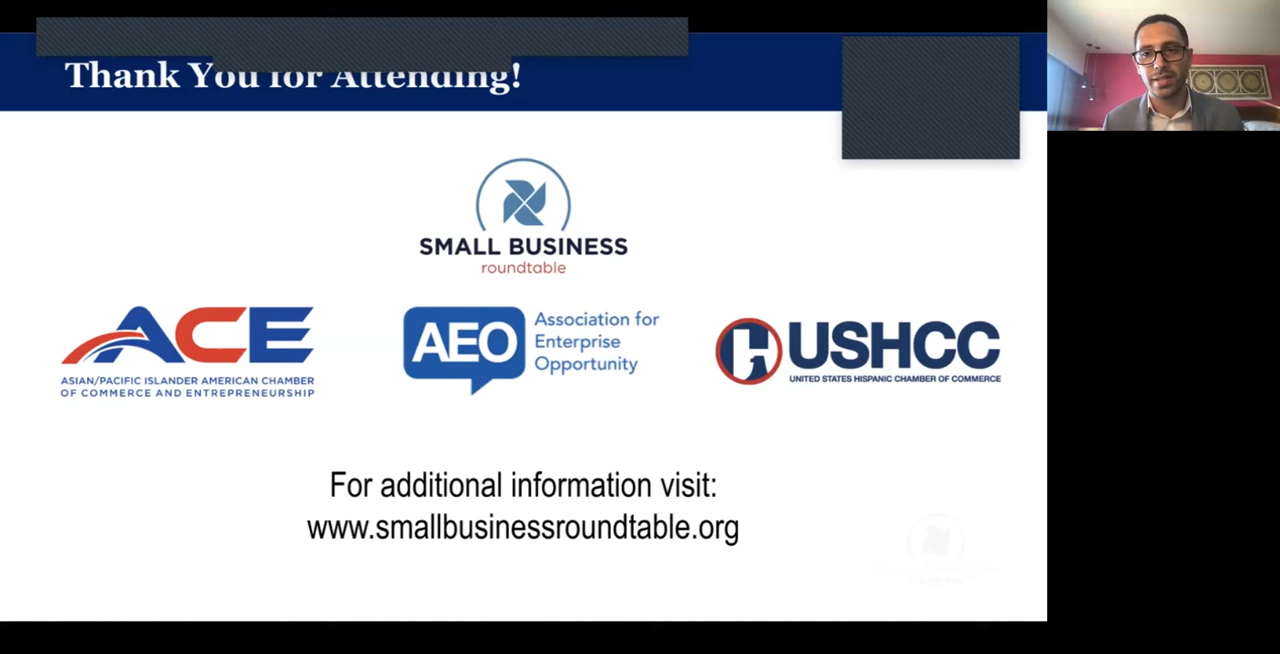 Thank You for Attending!
SMALL BUSINESS
roundtable
ACE
ASIAN/PACIFIC ISLANDER AMERICAN CHAMBER
OF COMMERCE AND ENTREPRENEURSHIP
AEO
Association for
Enterprise
Opportunity
USHCC
UNITED STATES HISPANIC CHAMBER OF COMMERCE
For additional information visit:
www.smallbusinessroundtable.org